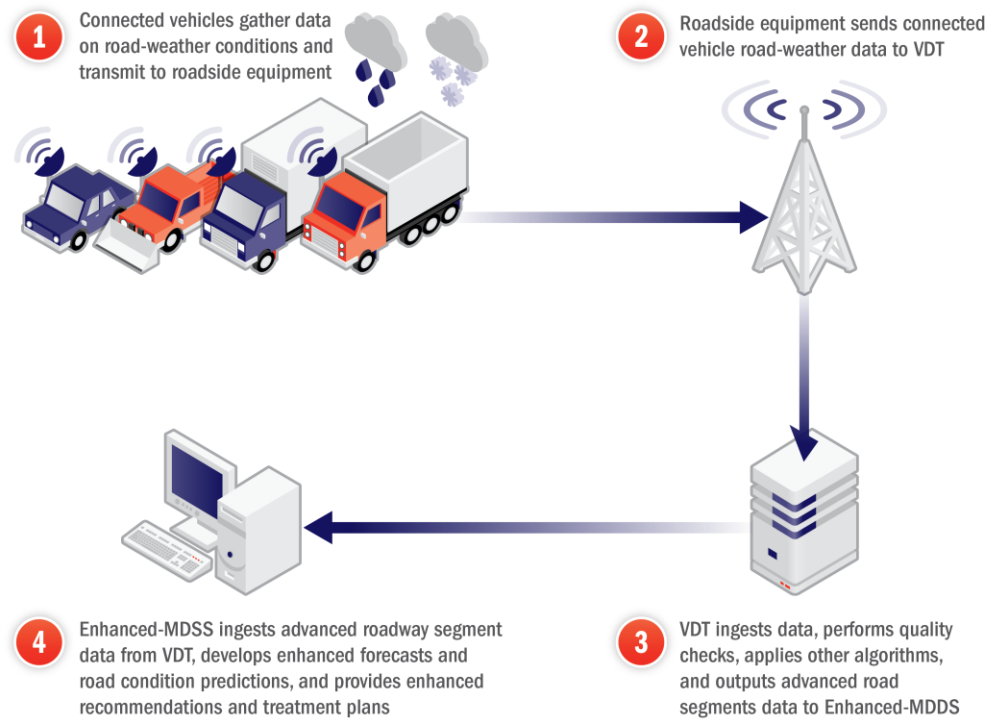 1
Connected vehicles gather data
on road-weather conditions and
transmit to roadside equipment
2
Roadside equipment sends connected
vehicle road-weather data to VDT
3
VDT ingests data, performs quality
checks, applies other algorithms,
and outputs advanced road
segments data to Enhanced-MDDS
4
Enhanced-MDSS ingests advanced roadway segment
data from VDT, develops enhanced forecasts and
road condition predictions, and provides enhanced
recommendations and treatment plans